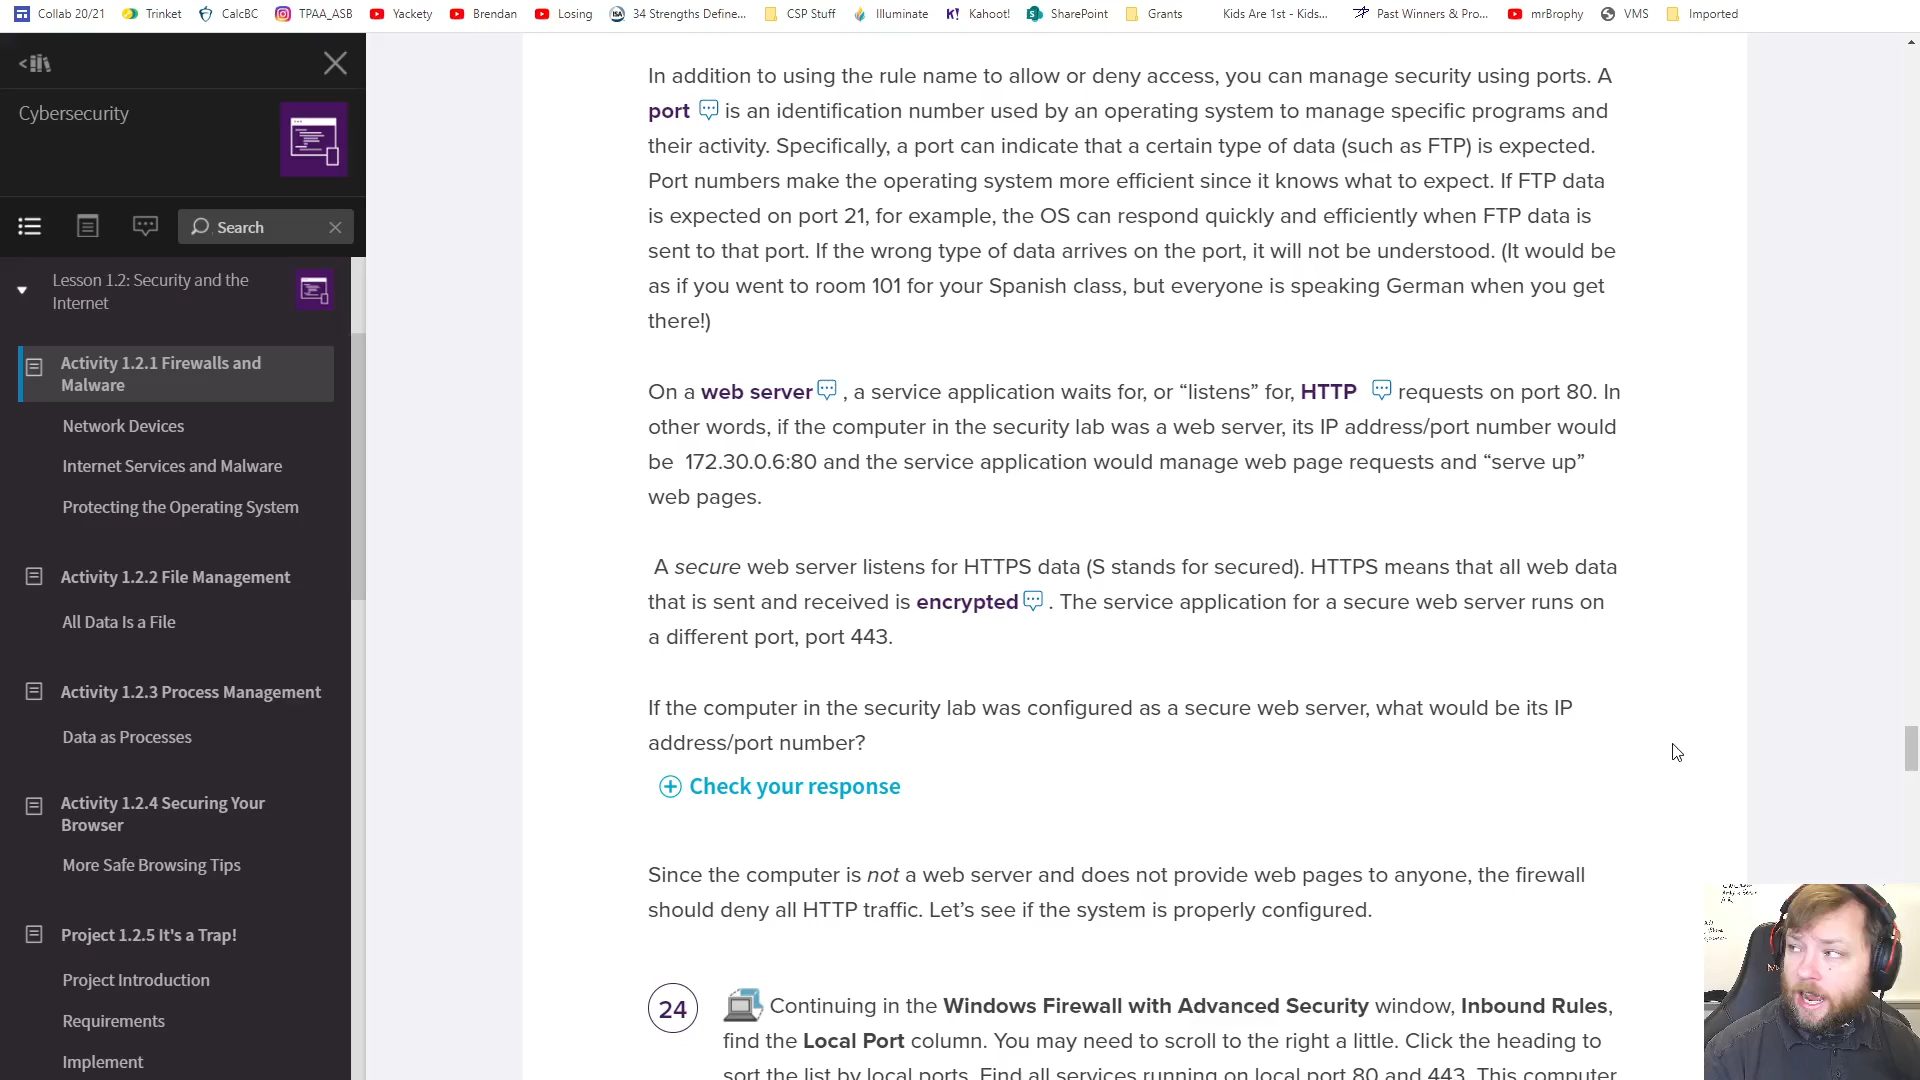 Collab 20/21 Trinket CalcBC TPAA_ASB Yackety Brendan Losing 34 Strengths Define... CSP Stuff Illuminate K! Kahoot! SharePoint Grants Kids Are 1st - Kids... Past Winners & Pro... mrBrophy VMS Imported
Cybersecurity
Search
Lesson 1.2: Security and the
Internet
Activity 1.2.1 Firewalls and
Malware
Network Devices
Internet Services and Malware
Protecting the Operating System
Activity 1.2.2 File Management
All Data Is a File
Activity 1.2.3 Process Management
Data as Processes
Activity 1.2.4 Securing Your
Browser
More Safe Browsing Tips
Project 1.2.5 It's a Trap!
Project Introduction
Requirements
Implement
In addition to using the rule name to allow or deny access, you can manage security using ports. A
port is an identification number used by an operating system to manage specific programs and
their activity. Specifically, a port can indicate that a certain type of data (such as FTP) is expected.
Port numbers make the operating system more efficient since it knows what to expect. If FTP data
is expected on port 21, for example, the OS can respond quickly and efficiently when FTP data is
sent to that port. If the wrong type of data arrives on the port, it will not be understood. (It would be
as if you went to room 101 for your Spanish class, but everyone is speaking German when you get
there!)
On a web server , a service application waits for, or “listens” for, HTTP requests on port 80. In
other words, if the computer in the security lab was a web server, its IP address/port number would
be 172.30.0.6:80 and the service application would manage web page requests and “serve up”
web pages.
A secure web server listens for HTTPS data (S stands for secured). HTTPS means that all web data
that is sent and received is encrypted . The service application for a secure web server runs on
a different port, port 443.
If the computer in the security lab was configured as a secure web server, what would be its IP
address/port number?
Check your response
Since the computer is not a web server and does not provide web pages to anyone, the firewall
should deny all HTTP traffic. Let’s see if the system is properly configured.
24 Continuing in the Windows Firewall with Advanced Security window, Inbound Rules,
find the Local Port column. You may need to scroll to the right a little. Click the heading to
sort the list by local ports. Find all services running on local port 80 and 443. This computer